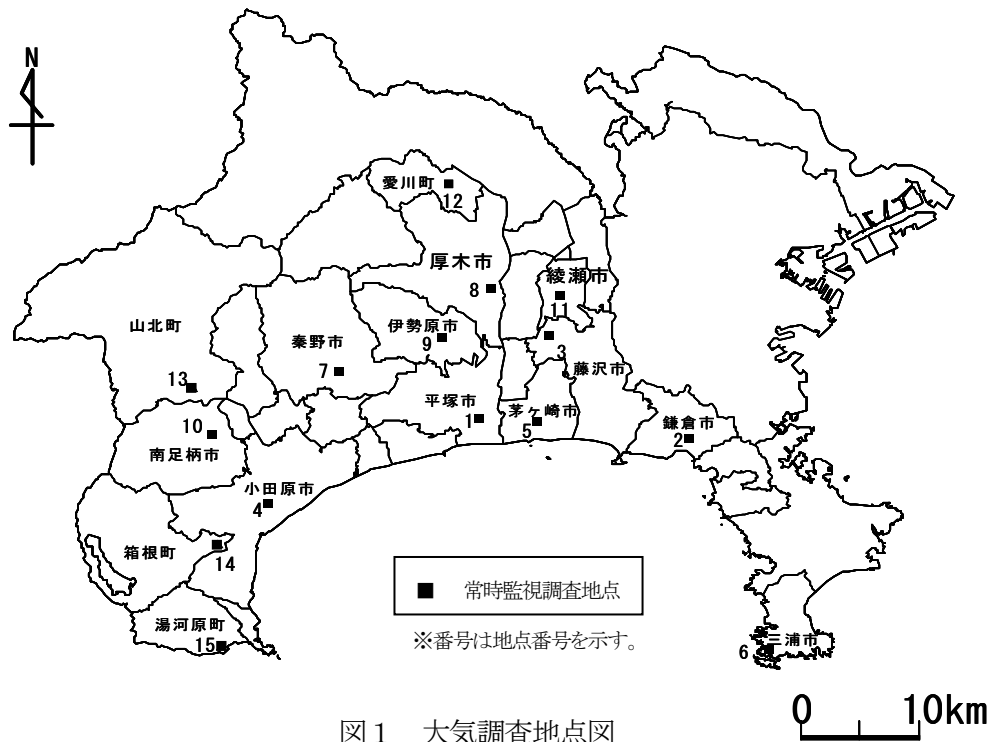 N
愛川町
12
厚木市
8
綾瀬市
11
山北町
秦野市
7
伊勢原市
9
3
藤沢市
13
平塚市
1
茅ヶ崎市
5
鎌倉市
2
10
南足柄市
小田原市
4
箱根町
14
■ 常時監視調査地点
※番号は地点番号を示す。
湯河原町
15
6
三浦市
0 10km
図1 大気調査地点図